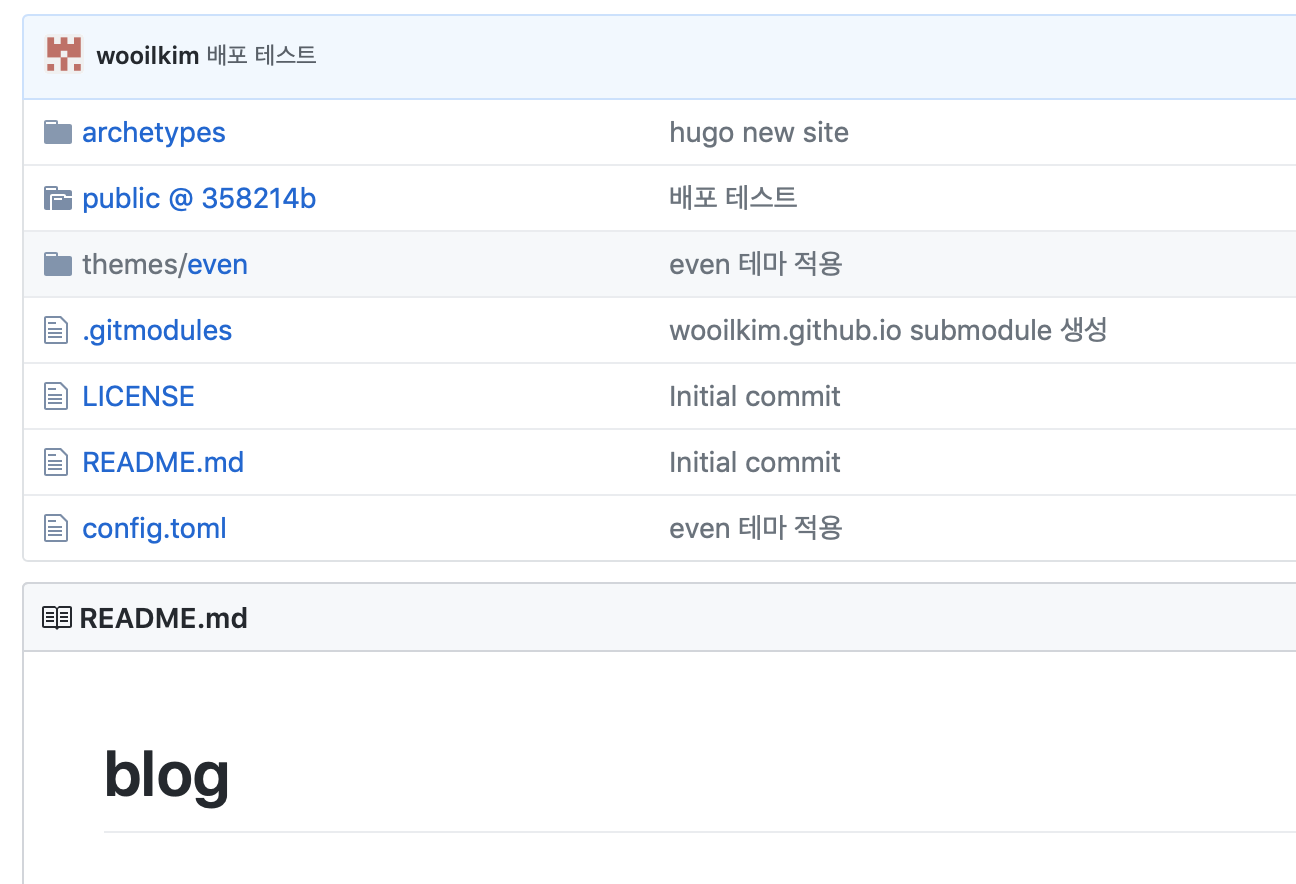 wooilkim 배포 테스트
archetypes hugo new site
public @ 358214b 배포 테스트
themes/even even 테마 적용
.gitmodules wooilkim.github.io submodule 생성
LICENSE Initial commit
README.md Initial commit
config.toml even 테마 적용
README.md
blog